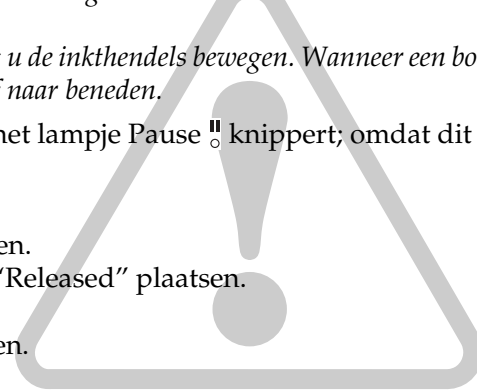 u de inkthendels bewegen. Wanneer een bo
naar beneden.
het lampje Pause knippert; omdat dit
en.
"Released" plaatsen.
en.